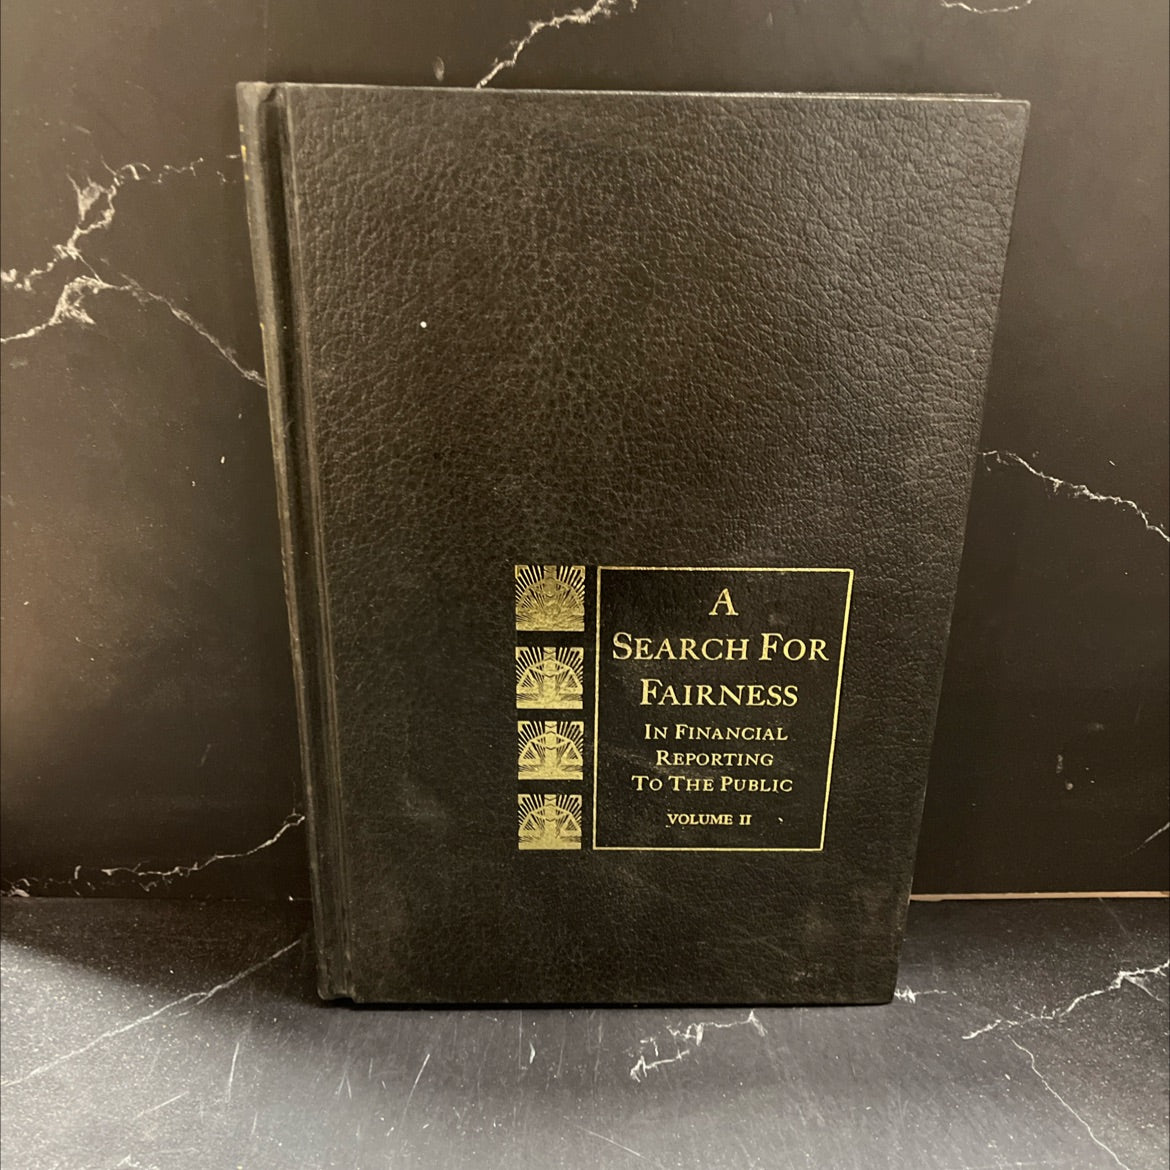 A
SEARCH FOR
FAIRNESS
IN FINANCIAL
REPORTING
TO THE PUBLIC
VOLUME II